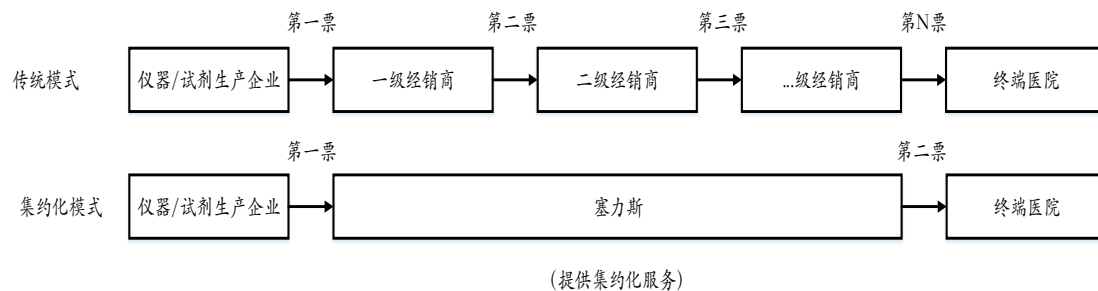 第一票 第二票 第三票 第N票
传统模式 仪器/试剂生产企业 一级经销商 二级经销商 ...级经销商 终端医院
第一票 第二票
集约化模式 仪器/试剂生产企业 塞力斯 终端医院
(提供集约化服务)